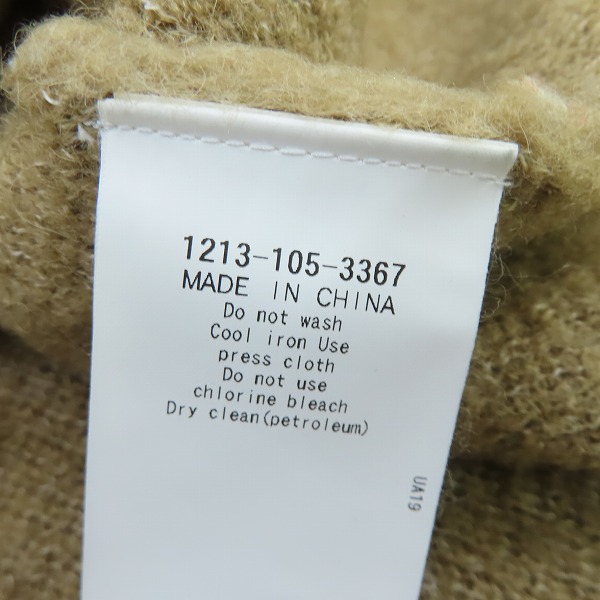 1213-105-3367
MADE IN CHINA
Do not wash
Cool iron Use
press cloth
Do not use
chlorine bleach
Dry clean(petroleum)
UA19